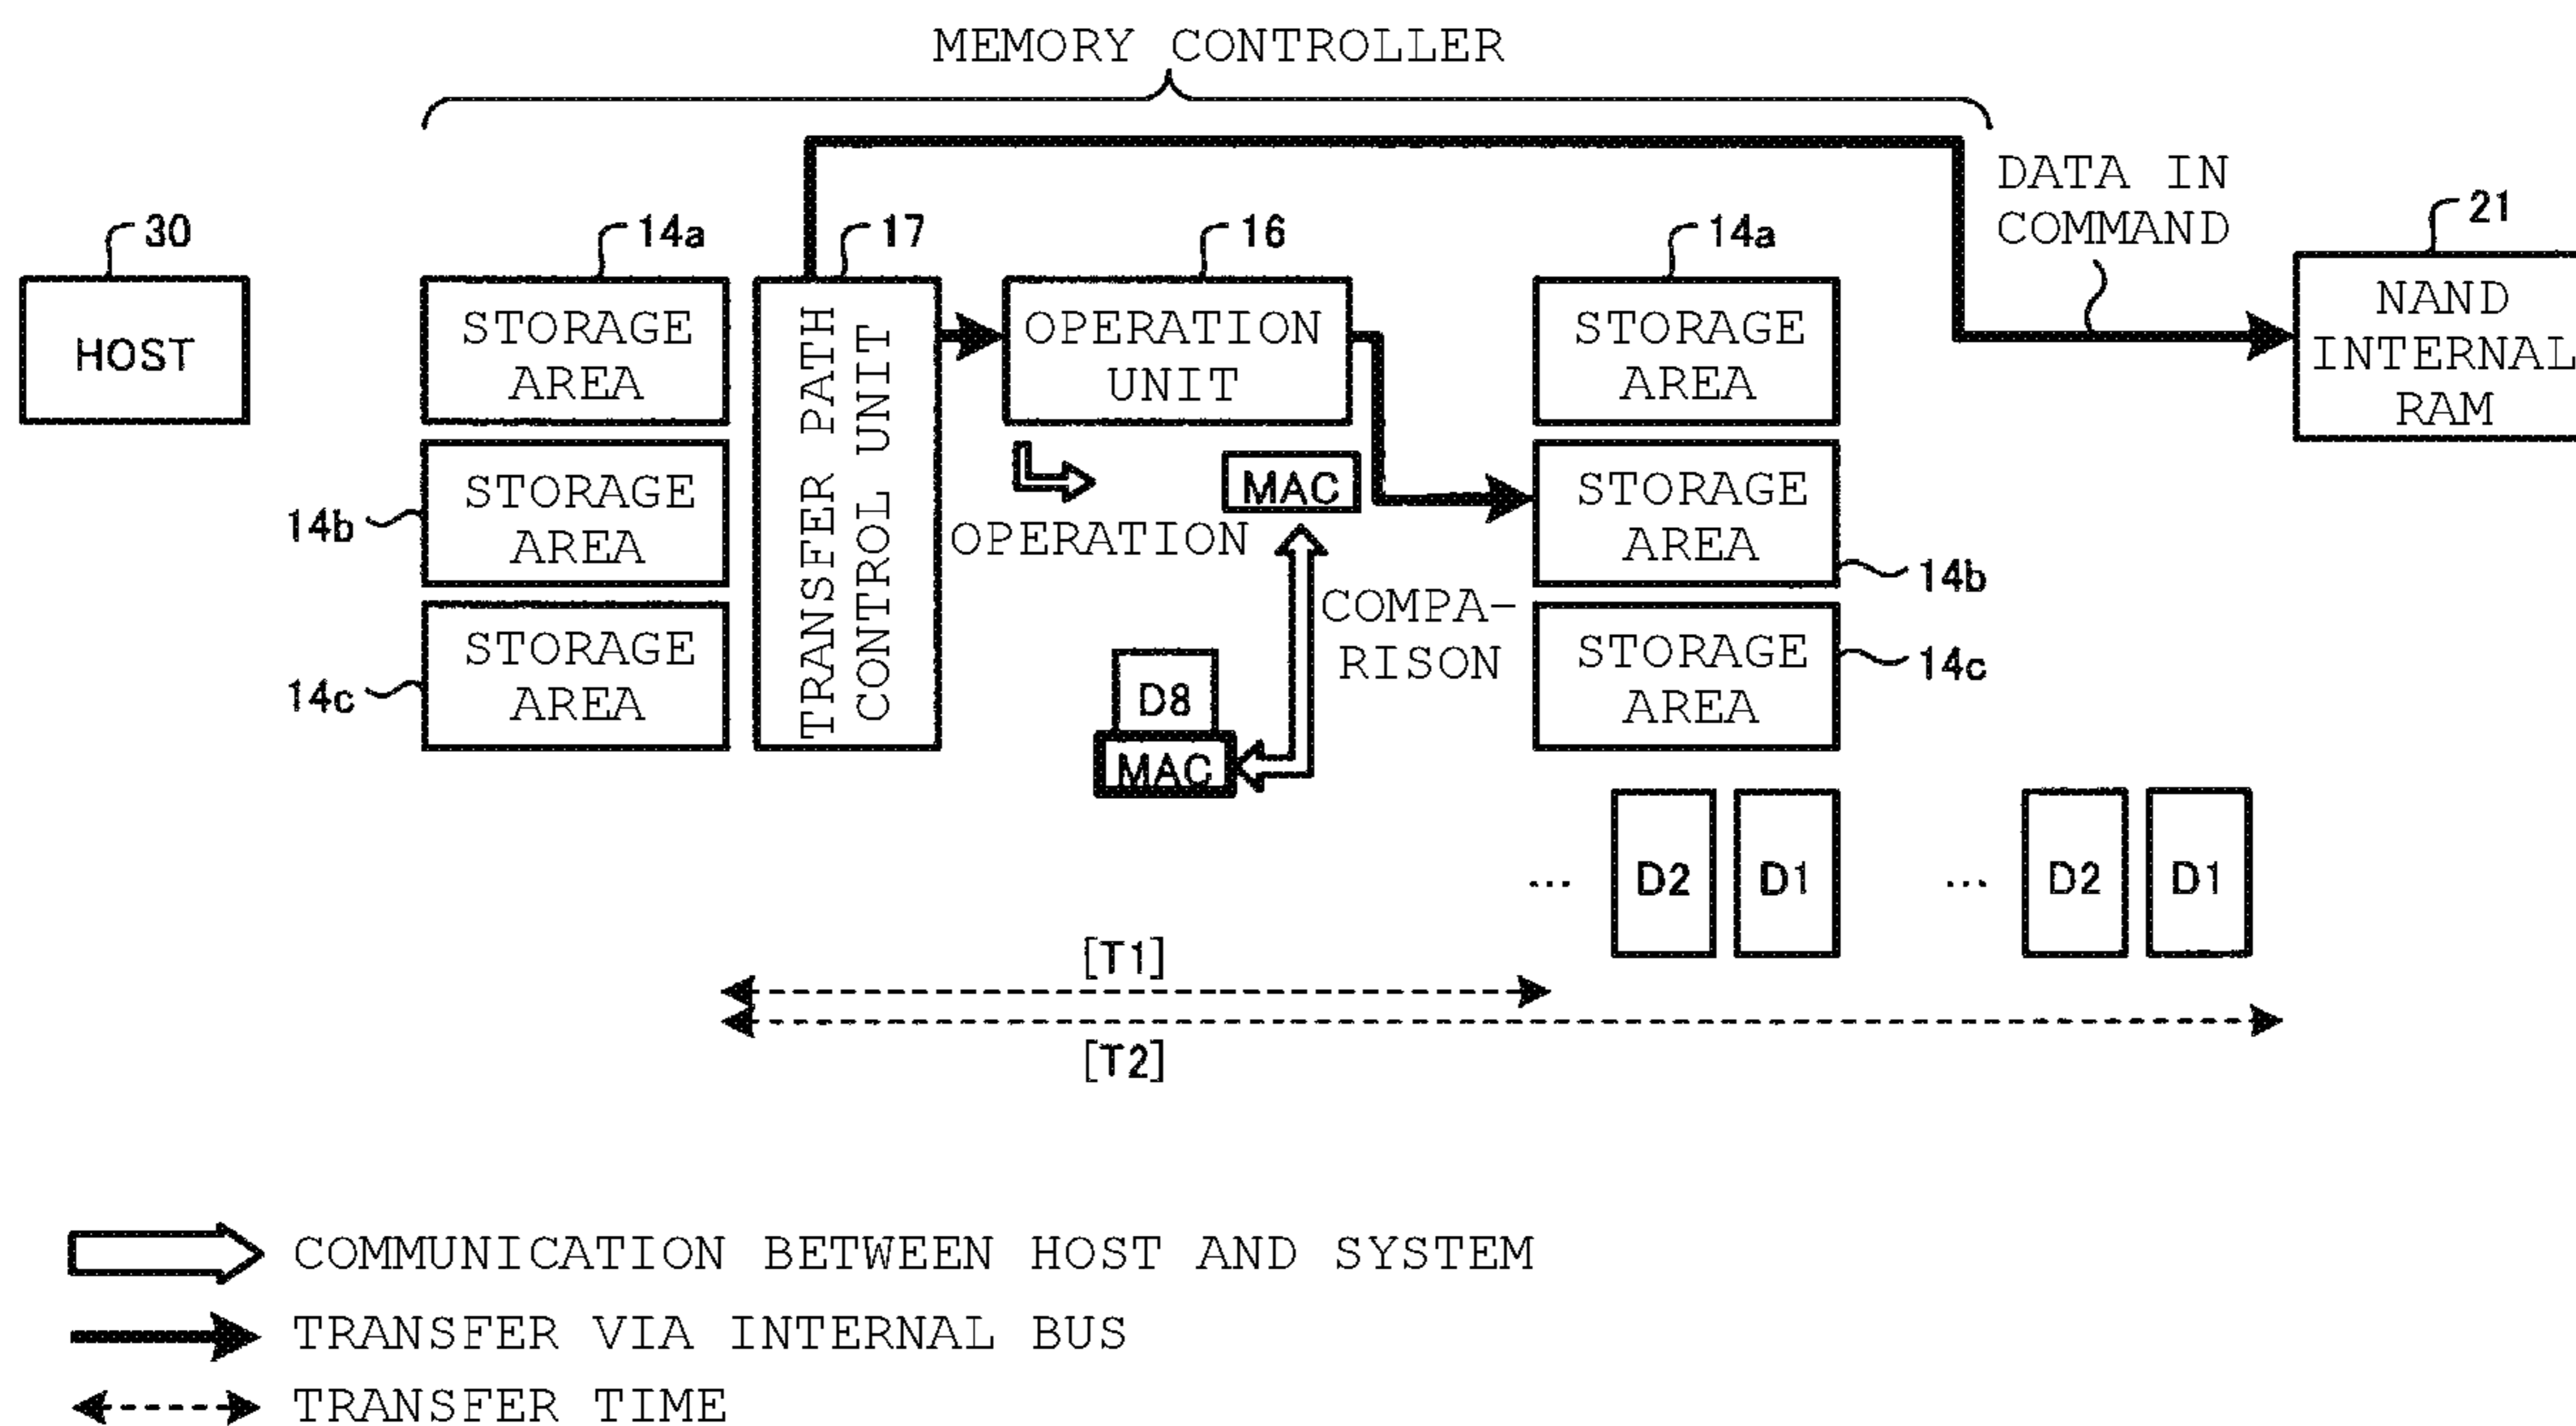 MEMORY CONTROLLER
DATA IN
COMMAND
30
14a
17
16
14a
21
HOST
STORAGE
AREA
TRANSFER PATH
CONTROL UNIT
OPERATION
UNIT
STORAGE
AREA
NAND
INTERNAL
RAM
14b
STORAGE
AREA
OPERATION
MAC
STORAGE
AREA
14b
COMPA-
RISON
14c
STORAGE
AREA
D8
MAC
STORAGE
AREA
14c
... D2 D1
... D2 D1
[T1]
[T2]
COMMUNICATION BETWEEN HOST AND SYSTEM
TRANSFER VIA INTERNAL BUS
TRANSFER TIME